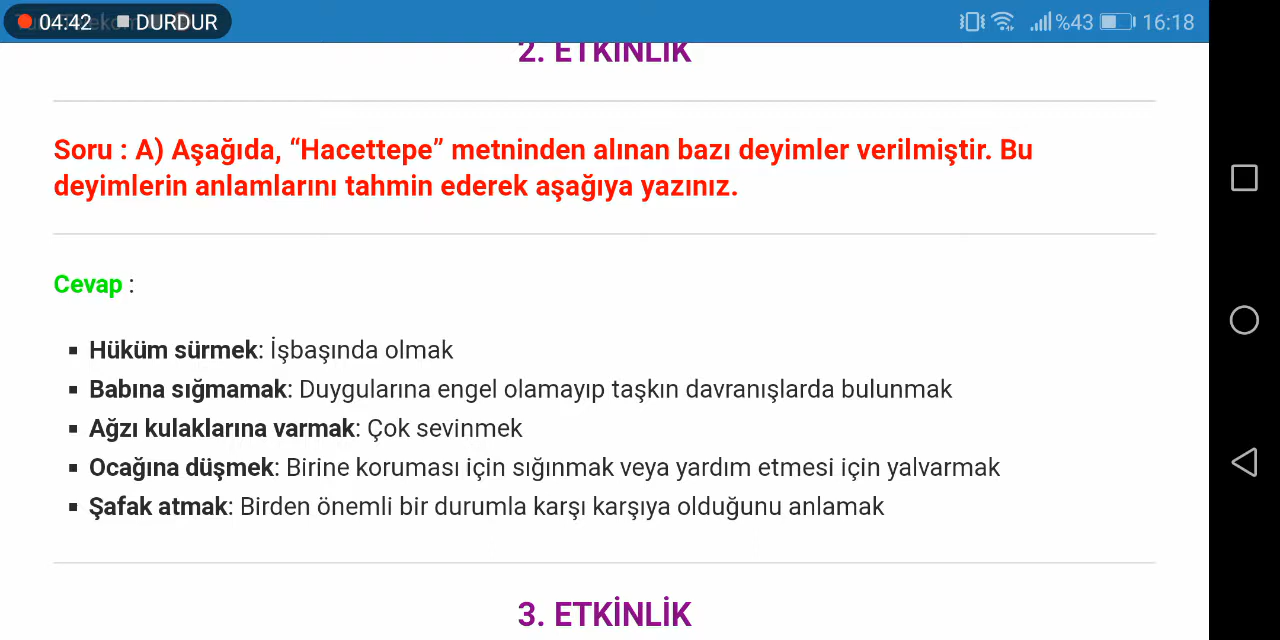 04:42 DURDUR %43 16:18
2. ETKİNLİK
Soru : A) Aşağıda, “Hacettepe” metninden alınan bazı deyimler verilmiştir. Bu
deyimlerin anlamlarını tahmin ederek aşağıya yazınız.
Cevap :
▪ Hüküm sürmek: İşbaşında olmak
▪ Babına sığmamak: Duygularına engel olamayıp taşkın davranışlarda bulunmak
▪ Ağzı kulaklarına varmak: Çok sevinmek
▪ Ocağına düşmek: Birine koruması için sığınmak veya yardım etmesi için yalvarmak
▪ Şafak atmak: Birden önemli bir durumla karşı karşıya olduğunu anlamak
3. ETKİNLİK